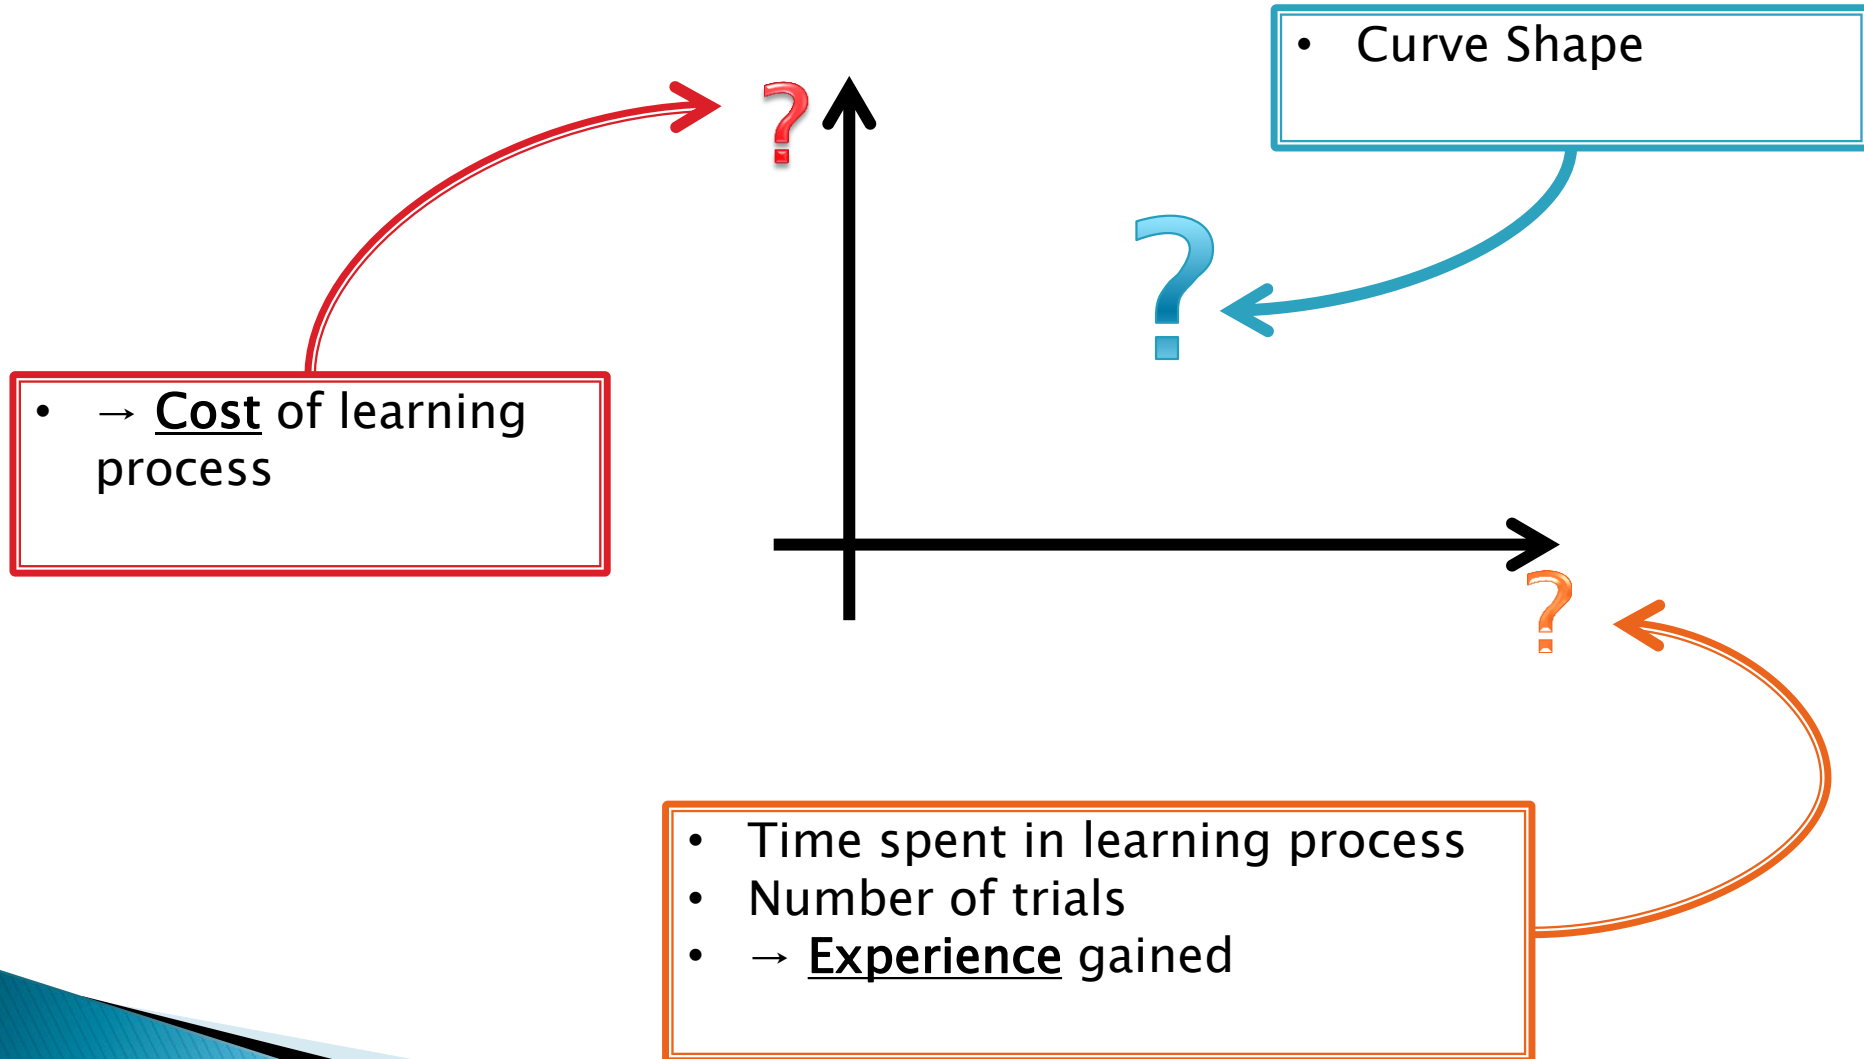 • Curve Shape
?
?
• → Cost of learning
process
?
• Time spent in learning process
• Number of trials
• → Experience gained